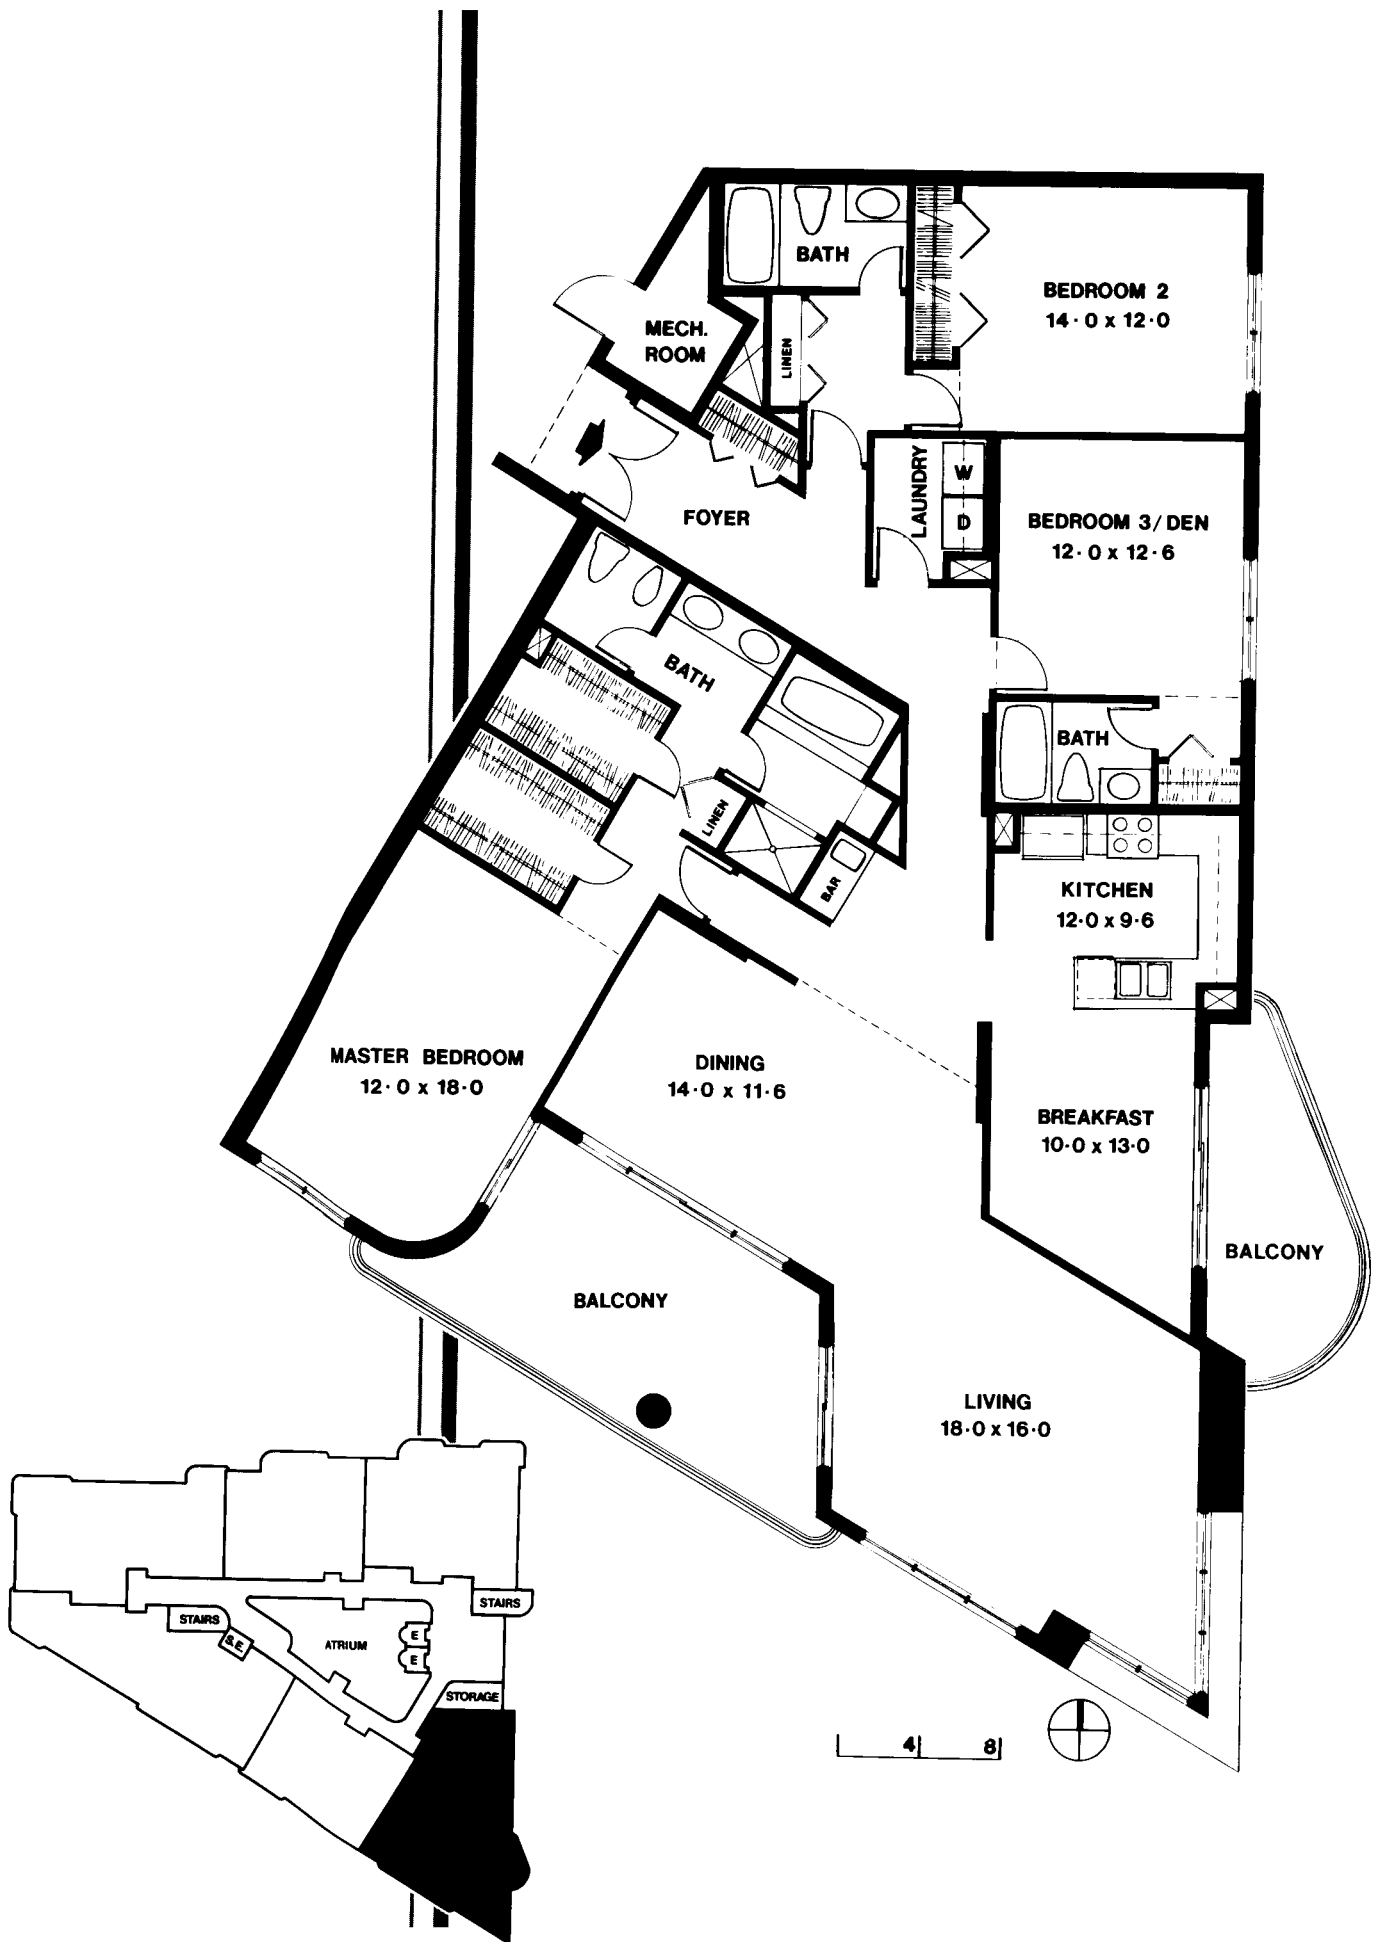 BATH
BEDROOM 2
14·0 x 12·0
MECH.
ROOM
LINEN
LAUNDRY
W
D
FOYER
BEDROOM 3/DEN
12·0 x 12·6
BATH
BATH
LINEN
BAR
KITCHEN
12·0 x 9·6
MASTER BEDROOM
12·0 x 18·0
DINING
14·0 x 11·6
BREAKFAST
10·0 x 13·0
BALCONY
BALCONY
LIVING
18·0 x 16·0
STAIRS
STAIRS
S.E.
ATRIUM
E
E
STORAGE
4
8